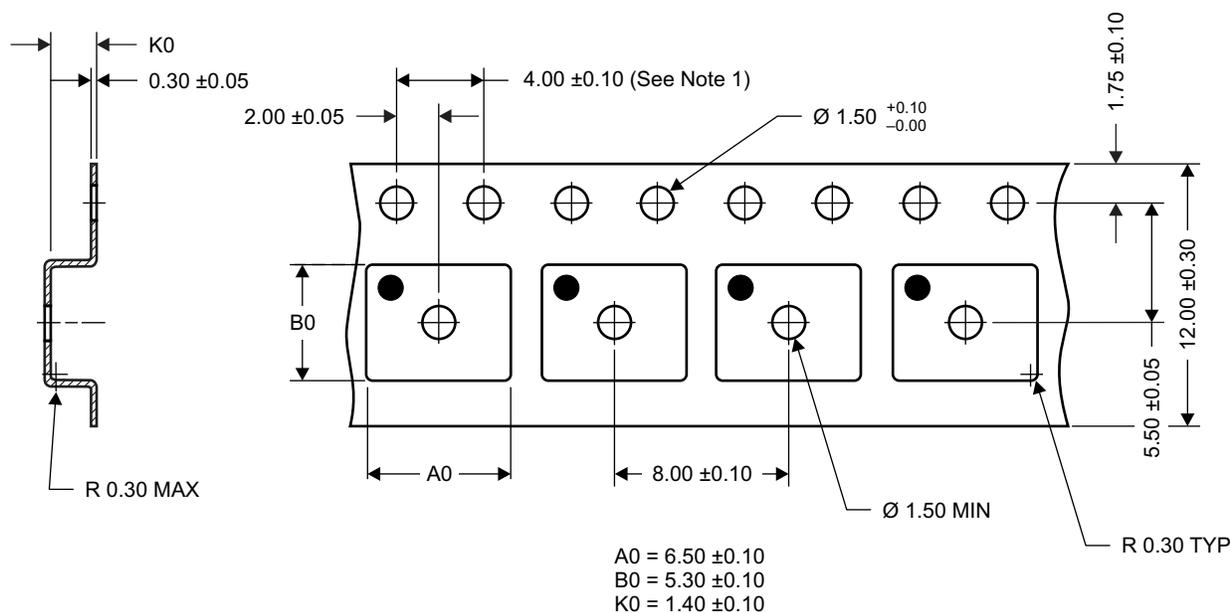 K0
0.30 ±0.05
4.00 ±0.10 (See Note 1)
2.00 ±0.05
Ø 1.50 +0.10 –0.00
1.75 ±0.10
B0
12.00 ±0.30
5.50 ±0.05
R 0.30 MAX
A0
8.00 ±0.10
Ø 1.50 MIN
R 0.30 TYP
A0 = 6.50 ±0.10
B0 = 5.30 ±0.10
K0 = 1.40 ±0.10